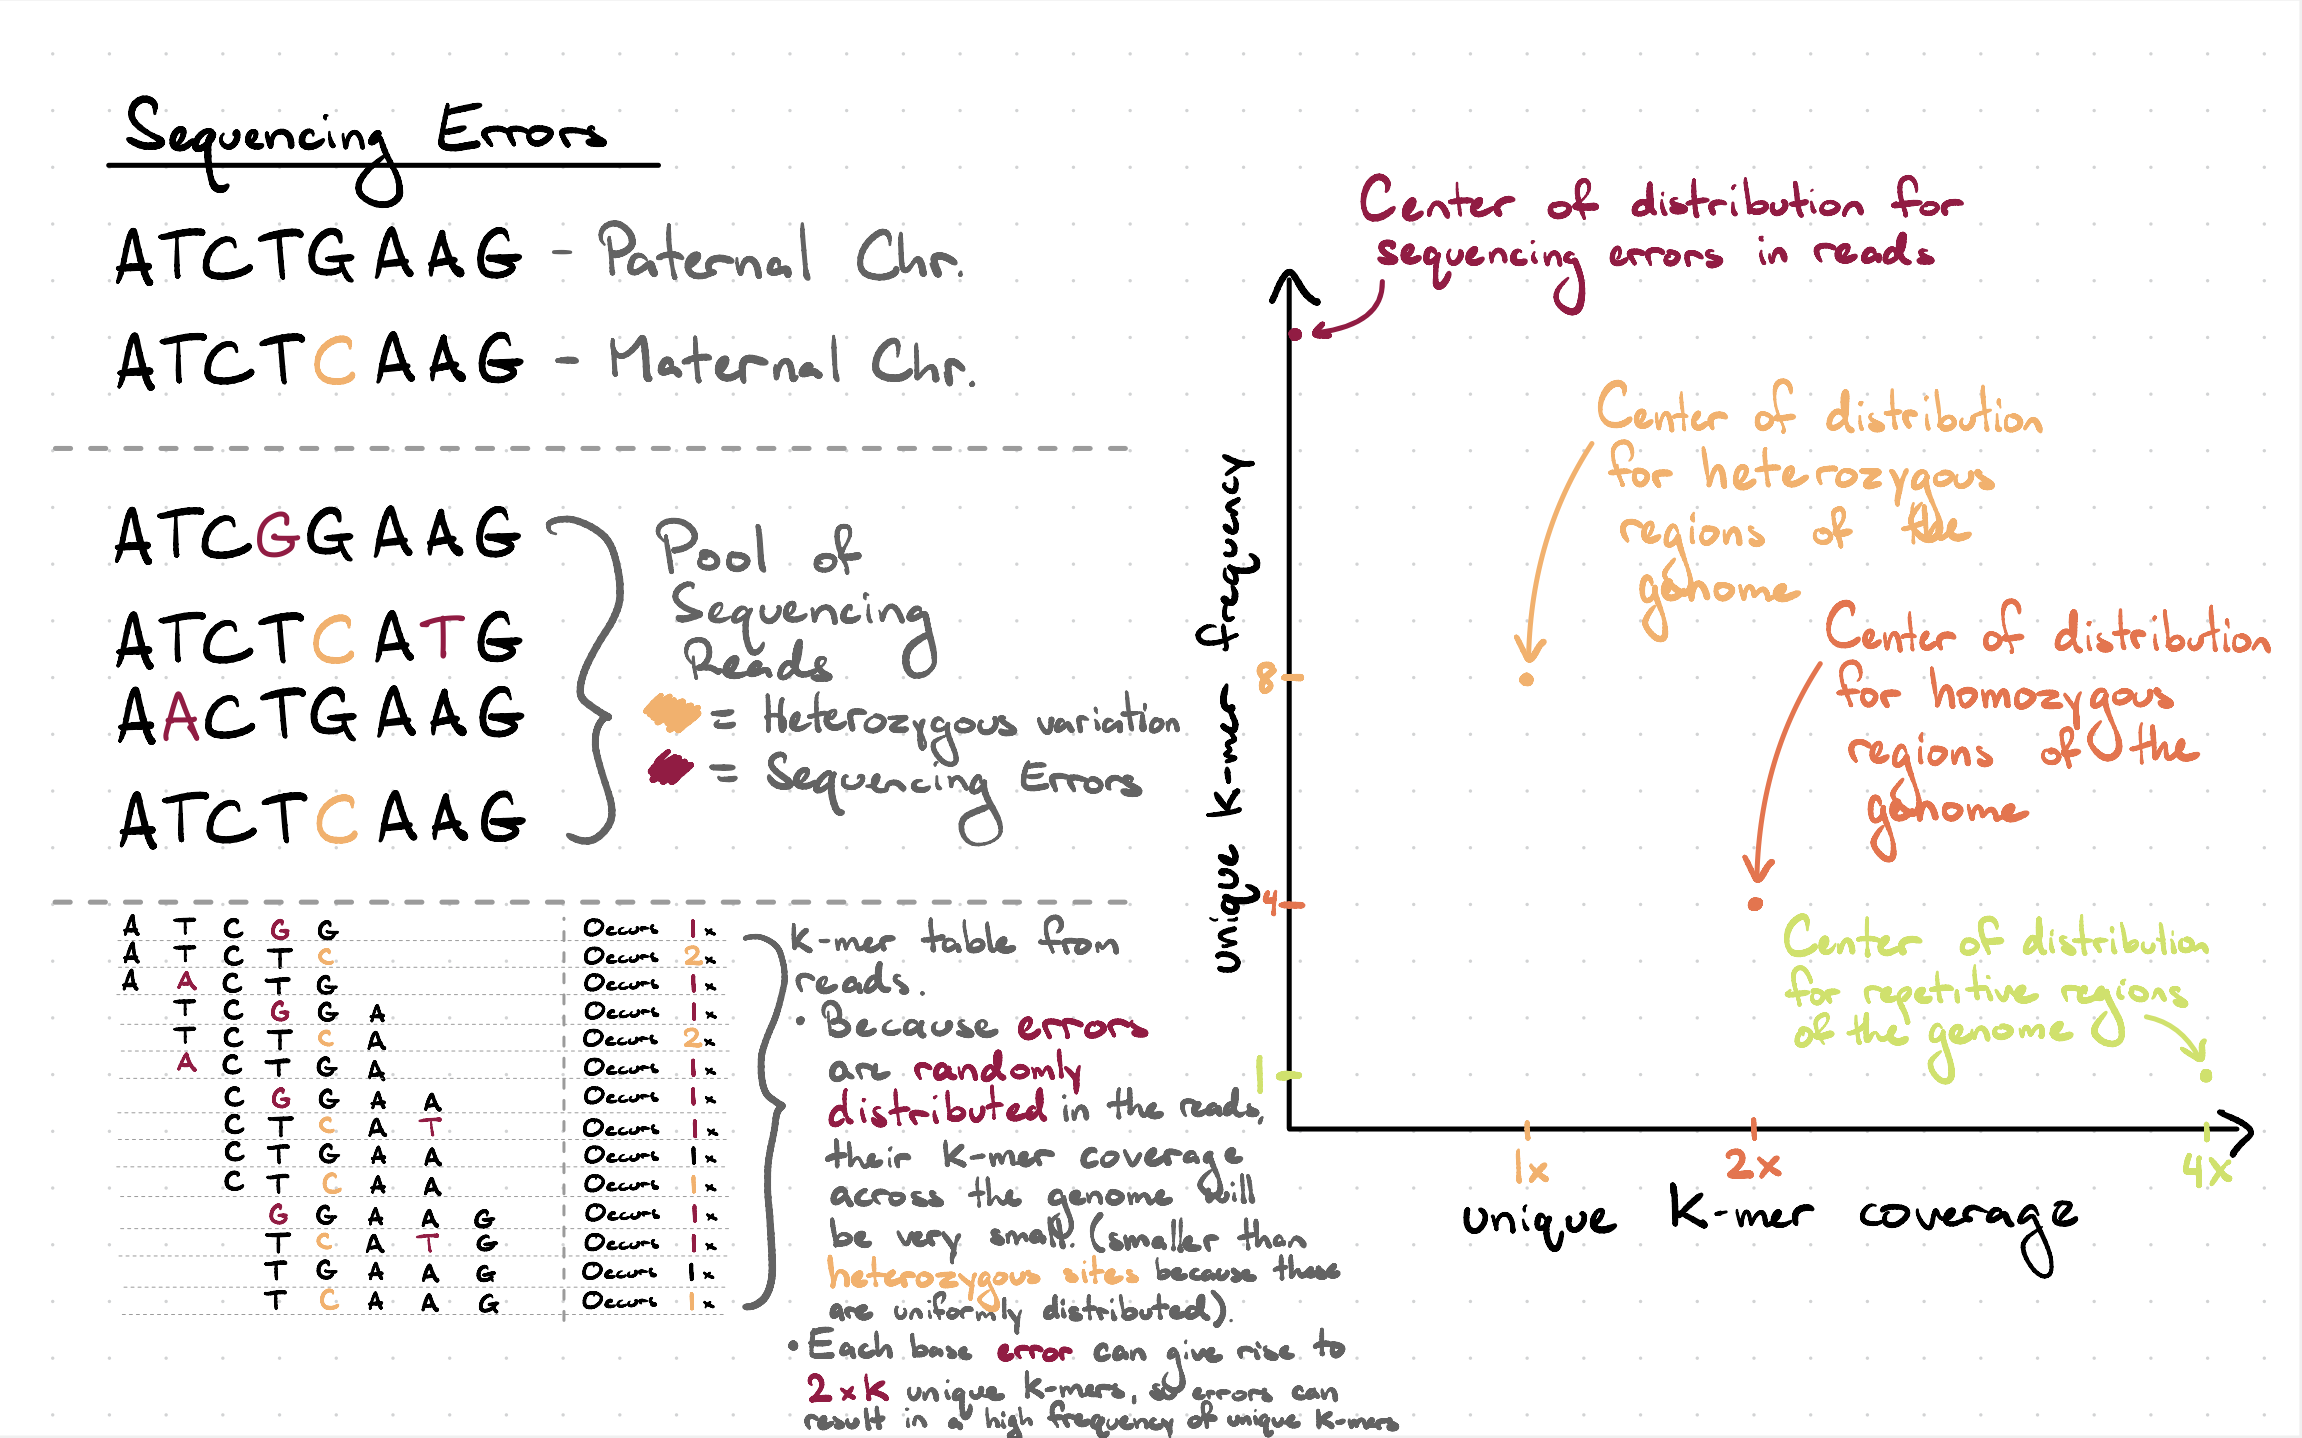 Sequencing Errors
ATCTGAAG - Paternal Chr.
ATCTCAAG - Maternal Chr.
ATCGGAAG
ATCTCATG
AACTGAAG
ATCTCAAG
Pool of
Sequencing
Reads
= Heterozygous variation
= Sequencing Errors
A T C G G Occurs 1x
A T C T C Occurs 2x
A A C T G Occurs 1x
T C G G A Occurs 1x
T C T C A Occurs 2x
A C T G A Occurs 1x
C G G A A Occurs 1x
C T C A T Occurs 1x
C T G A A Occurs 1x
C T C A A Occurs 1x
G G A A G Occurs 1x
T C A T G Occurs 1x
T G A A G Occurs 1x
T C A A G Occurs 1x
K-mer table from
reads.
• Because errors
are randomly
distributed in the reads,
their K-mer coverage
across the genome will
be very small. (smaller than
heterozygous sites because these
are uniformly distributed).
• Each base error can give rise to
2xK unique K-mers, so errors can
result in a high frequency of unique K-mers
Center of distribution for
sequencing errors in reads
Center of distribution
for heterozygous
regions of the
genome
Center of distribution
for homozygous
regions of the
genome
Center of distribution
for repetitive regions
of the genome
unique K-mer frequency
8
4
1
1x
2x
4x
unique K-mer coverage